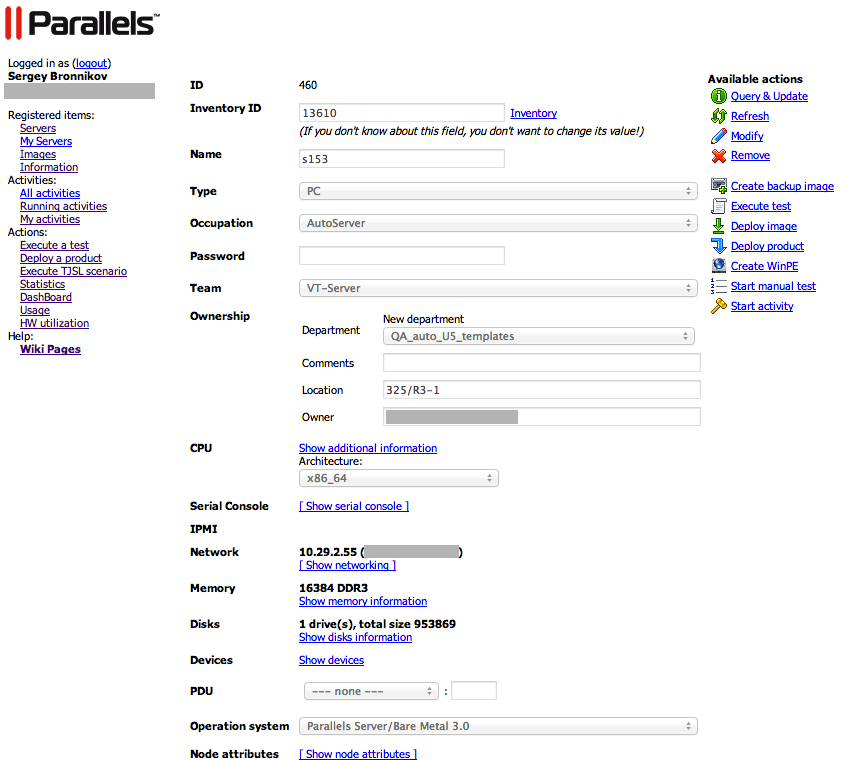 Parallels™
Logged in as (logout)
Sergey Bronnikov
Registered items:
Servers
My Servers
Images
Information
Activities:
All activities
Running activities
My activities
Actions:
Execute a test
Deploy a product
Execute TJSL scenario
Statistics
DashBoard
Usage
HW utilization
Help:
Wiki Pages
ID 460
Inventory ID 13610 Inventory
(If you don't know about this field, you don't want to change its value!)
Name s153
Type PC
Occupation AutoServer
Password
Team VT-Server
Ownership
New department
Department QA_auto_U5_templates
Comments
Location 325/R3-1
Owner
CPU Show additional information
Architecture:
x86_64
Serial Console [ Show serial console ]
IPMI
Network 10.29.2.55 ( )
[ Show networking ]
Memory 16384 DDR3
Show memory information
Disks 1 drive(s), total size 953869
Show disks information
Devices Show devices
PDU --- none --- :
Operation system Parallels Server/Bare Metal 3.0
Node attributes [ Show node attributes ]
Available actions
Query & Update
Refresh
Modify
Remove
Create backup image
Execute test
Deploy image
Deploy product
Create WinPE
Start manual test
Start activity